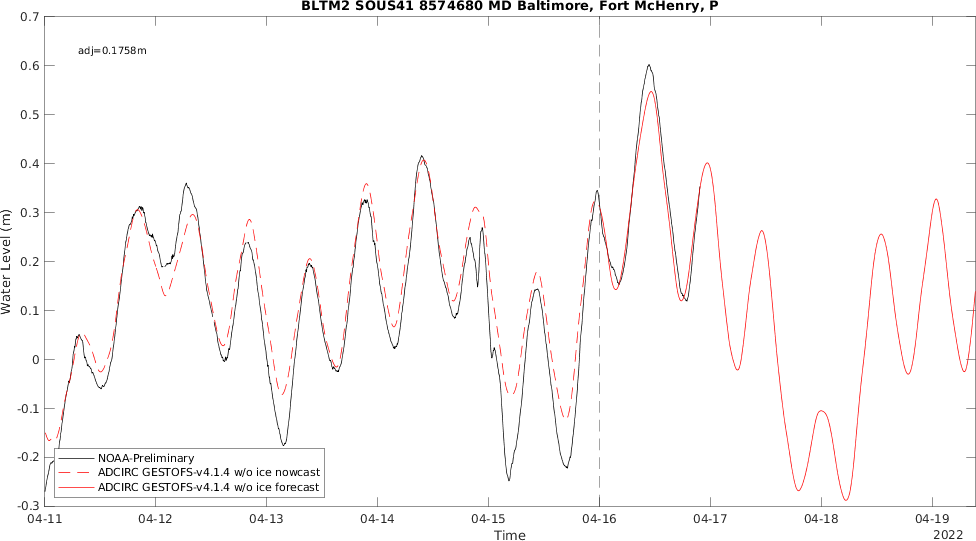 BLTM2 SOUS41 8574680 MD Baltimore, Fort McHenry, P
adj=0.1758m
0.7
0.6
0.5
0.4
0.3
0.2
0.1
0
-0.1
-0.2
-0.3
Water Level (m)
NOAA-Preliminary
ADCIRC GESTOFS-v4.1.4 w/o ice nowcast
ADCIRC GESTOFS-v4.1.4 w/o ice forecast
04-11 04-12 04-13 04-14 04-15 04-16 04-17 04-18 04-19
Time
2022